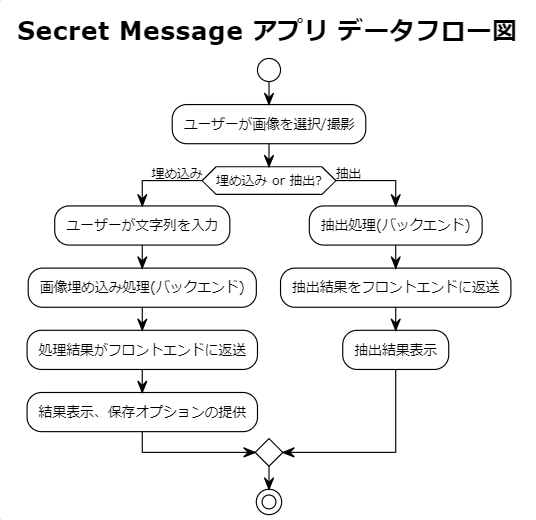 Secret Message アプリ データフロー図
ユーザーが画像を選択/撮影
埋め込み
埋め込み or 抽出?
抽出
ユーザーが文字列を入力
抽出処理(バックエンド)
画像埋め込み処理(バックエンド)
抽出結果をフロントエンドに返送
処理結果がフロントエンドに返送
抽出結果表示
結果表示、保存オプションの提供